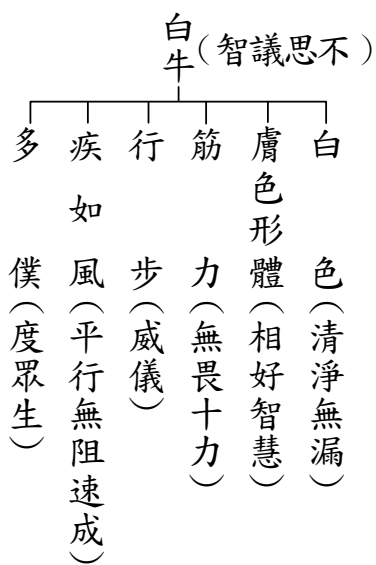 白牛(不思議智)
白色(清淨無漏)
膚色形體(相好智慧)
筋力(無畏十力)
行步(威儀)
疾如風(平行無阻速成)
多僕(度眾生)